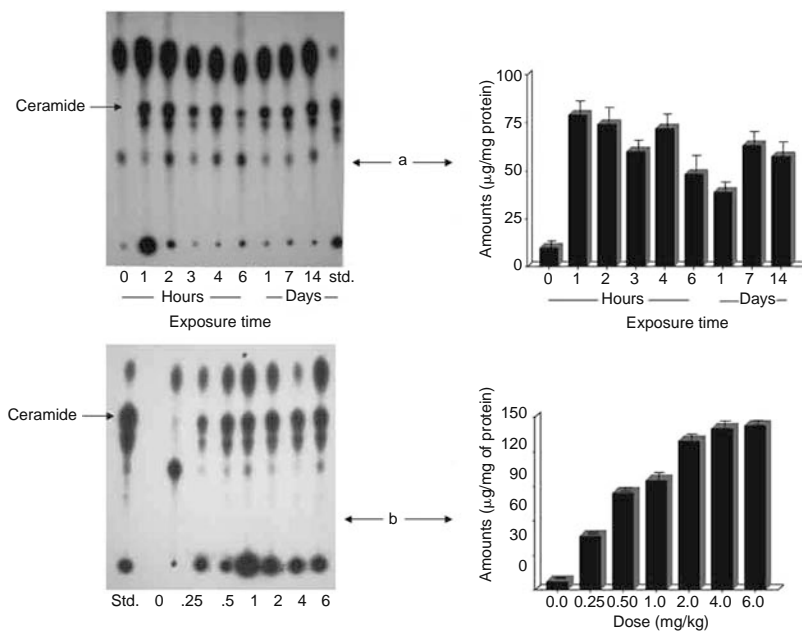 Ceramide
a
0 1 2 3 4 6 1 7 14 std.
Hours Days
Exposure time
100
75
50
25
0
Amounts (μg/mg protein)
0 1 2 3 4 6 1 7 14
Hours Days
Exposure time
Ceramide
b
Std. 0 .25 .5 1 2 4 6
150
120
90
60
30
0
Amounts (μg/mg of protein)
0.0 0.25 0.50 1.0 2.0 4.0 6.0
Dose (mg/kg)